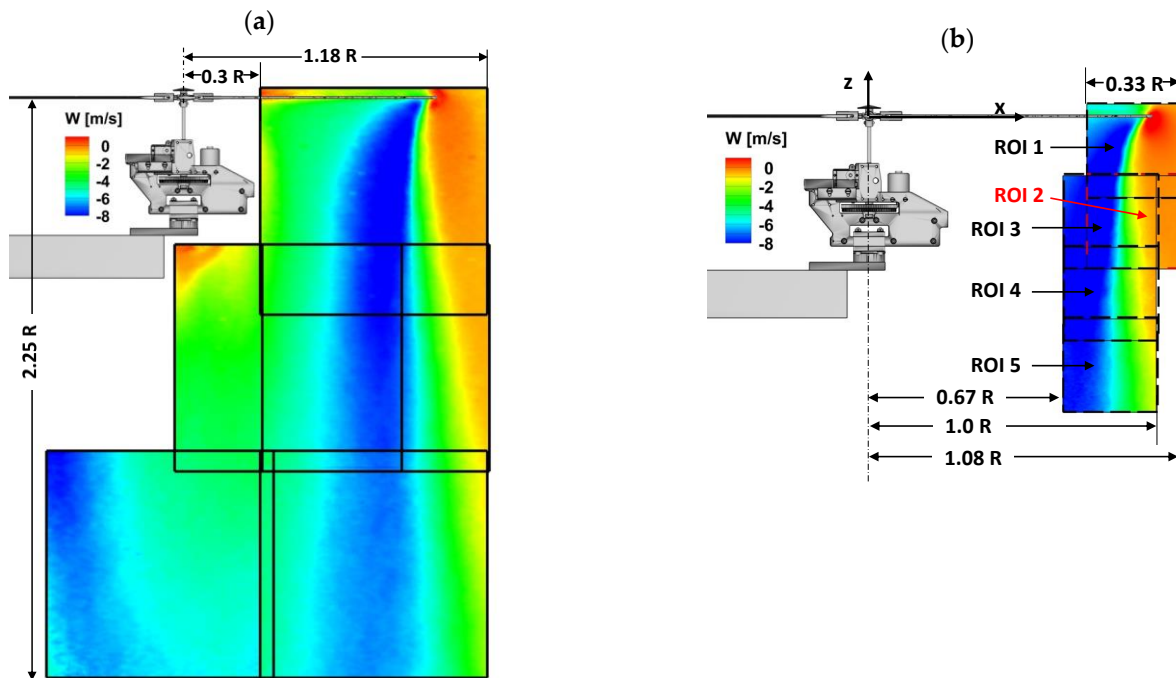 (a)
1.18 R
0.3 R
W [m/s]
0
-2
-4
-6
-8
2.25 R
(b)
0.33 R
z
x
W [m/s]
0
-2
-4
-6
-8
ROI 1
ROI 2
ROI 3
ROI 4
ROI 5
0.67 R
1.0 R
1.08 R